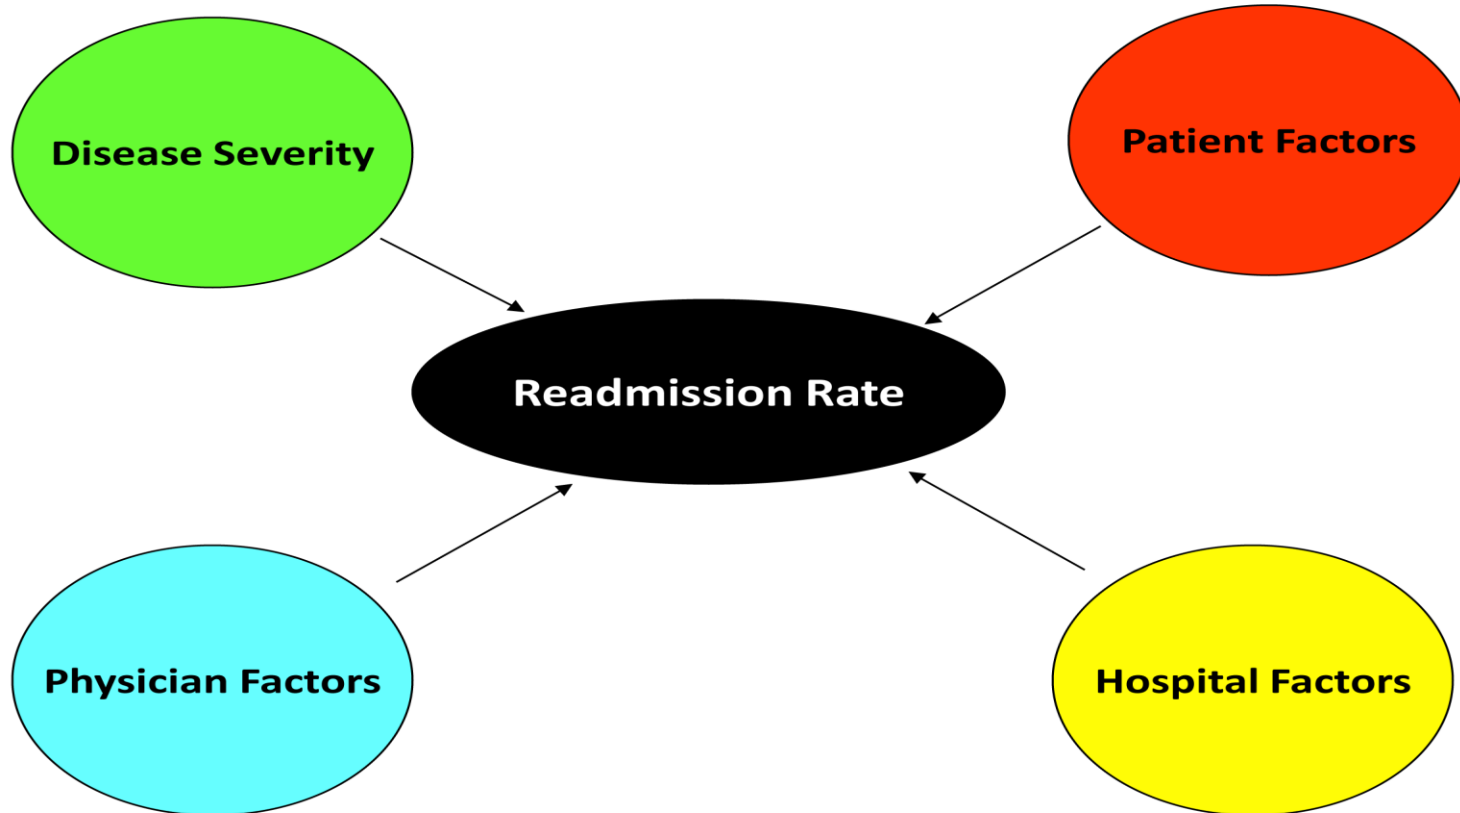 Disease Severity
Patient Factors
Readmission Rate
Physician Factors
Hospital Factors